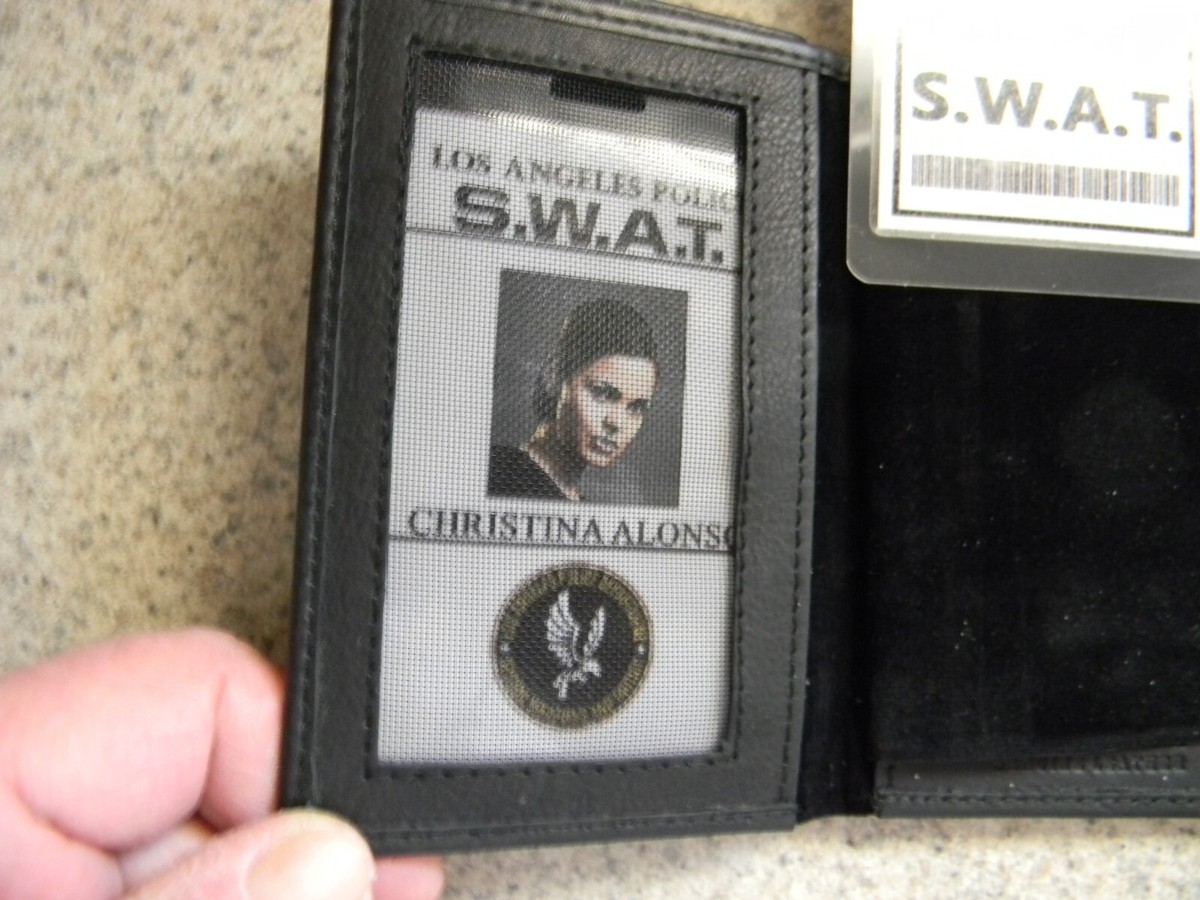 LOS ANGELES POLIC
S.W.A.T.
CHRISTINA ALONSO
S.W.A.T.